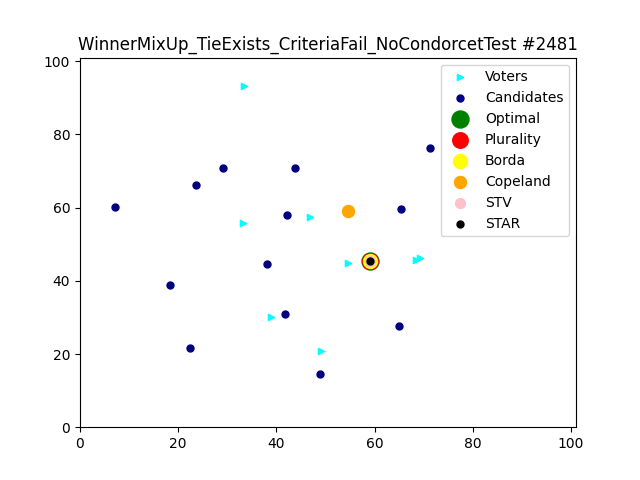 WinnerMixUp_TieExists_CriteriaFail_NoCondorcetTest #2481
100
80
60
40
20
0
0 20 40 60 80 100
Voters
Candidates
Optimal
Plurality
Borda
Copeland
STV
STAR